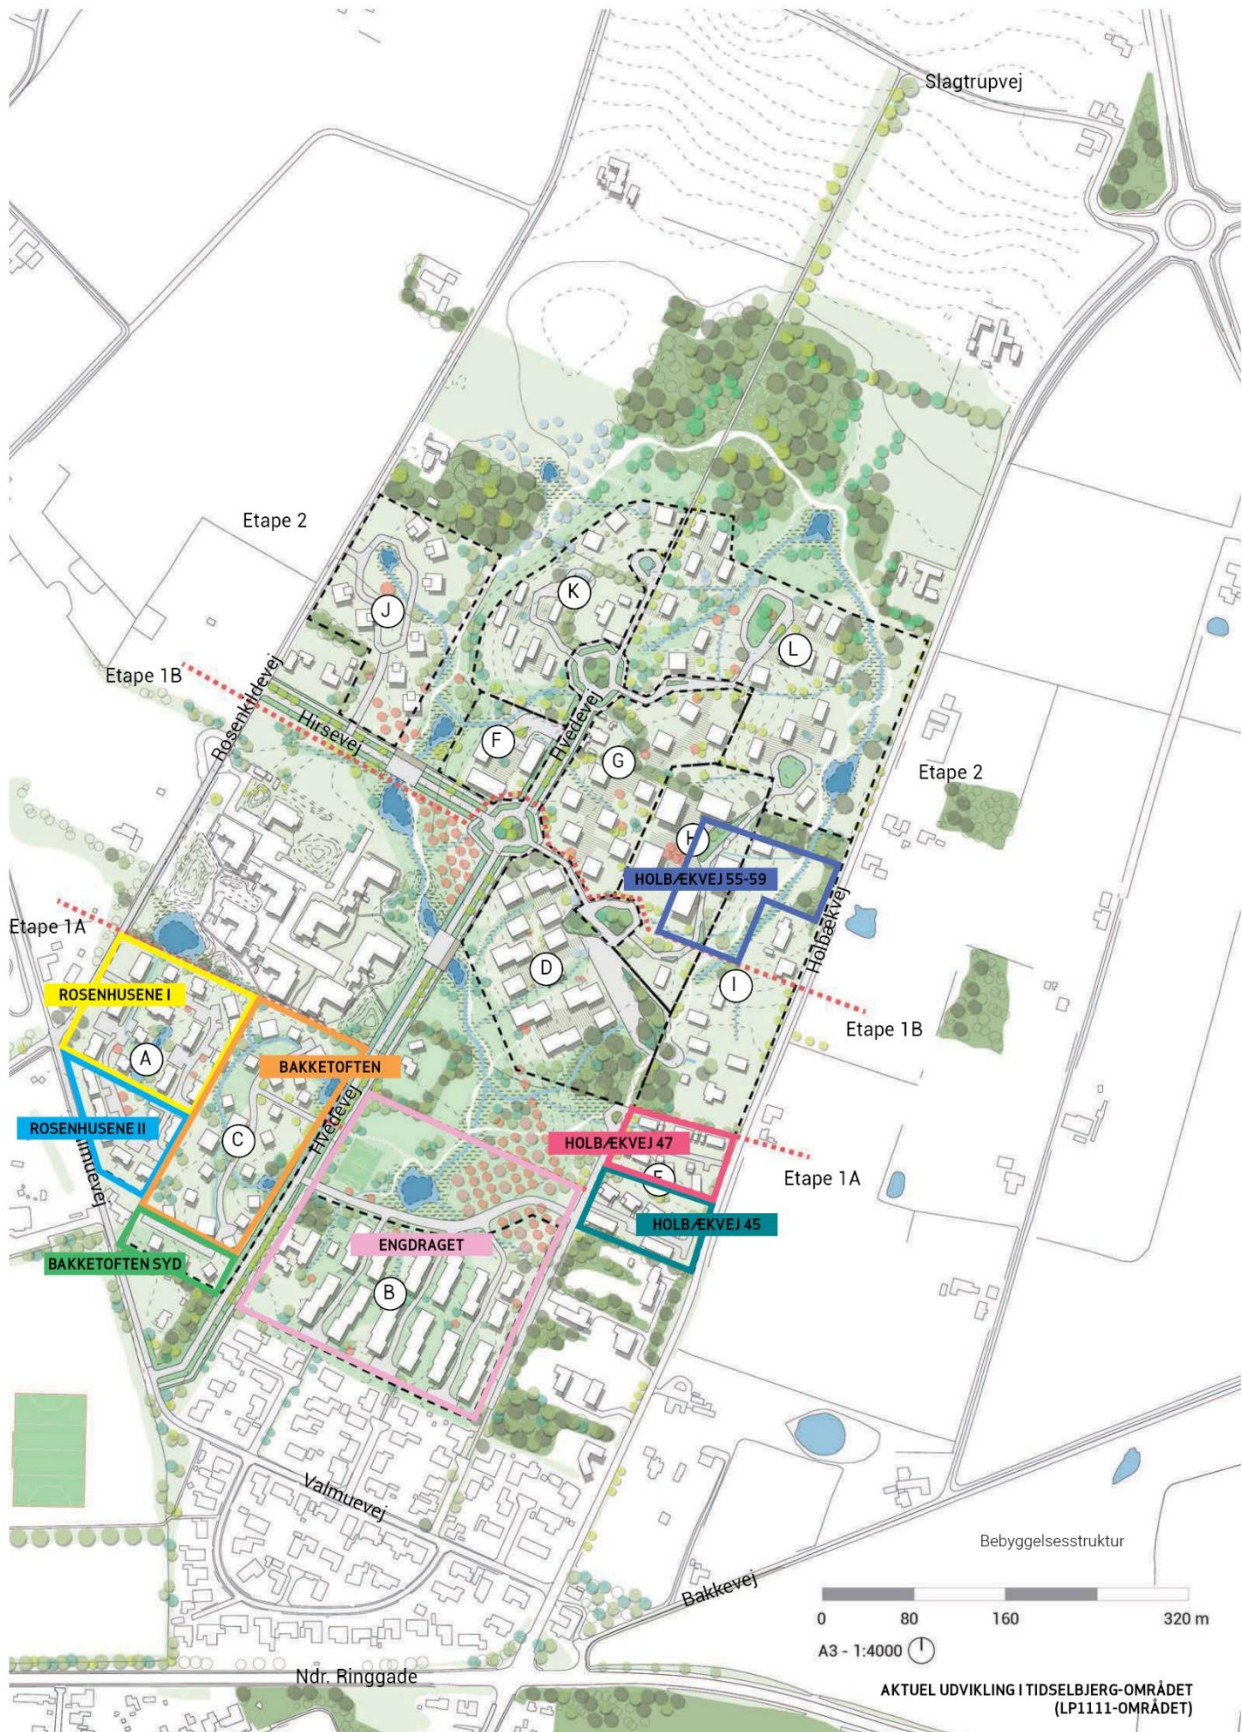 Slagtrupvej
Etape 2
K
J
L
Etape 1B
Rosenkildevej
Hirsevej
F
Hvedevej
G
Etape 2
H
HOLBÆKVEJ 55-59
Holbækvej
Etape 1A
D
I
ROSENHUSENE I
Etape 1B
A
BAKKETOFTEN
ROSENHUSENE II
Hvedevej
C
HOLBÆKVEJ 47
E
Etape 1A
HOLBÆKVEJ 45
ENGDRAGET
BAKKETOFTEN SYD
B
Valmuevej
Bebyggelsesstruktur
Bakkevej
0 80 160 320 m
A3 - 1:4000
Ndr. Ringgade
AKTUEL UDVIKLING I TIDSELBJERG-OMRÅDET
(LP1111-OMRÅDET)